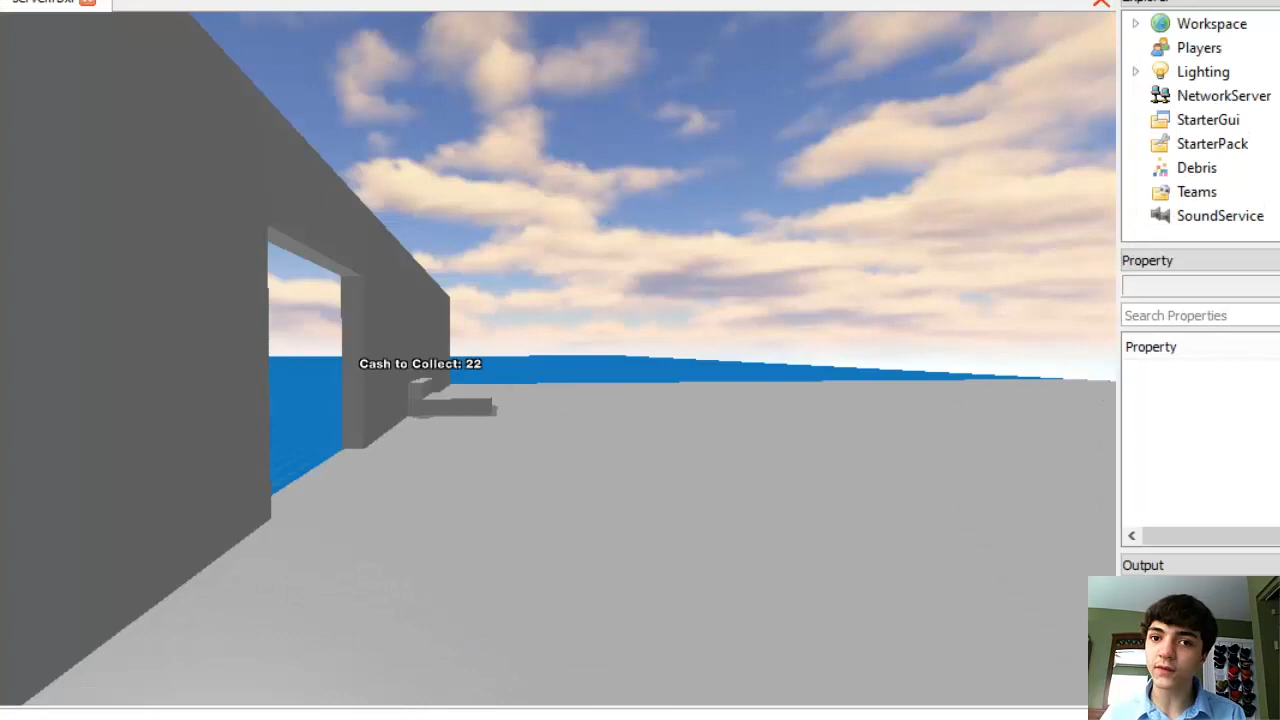 Workspace
Players
Lighting
NetworkServer
StarterGui
StarterPack
Debris
Teams
SoundService
Property
Search Properties
Property
Cash to Collect: 22
Output